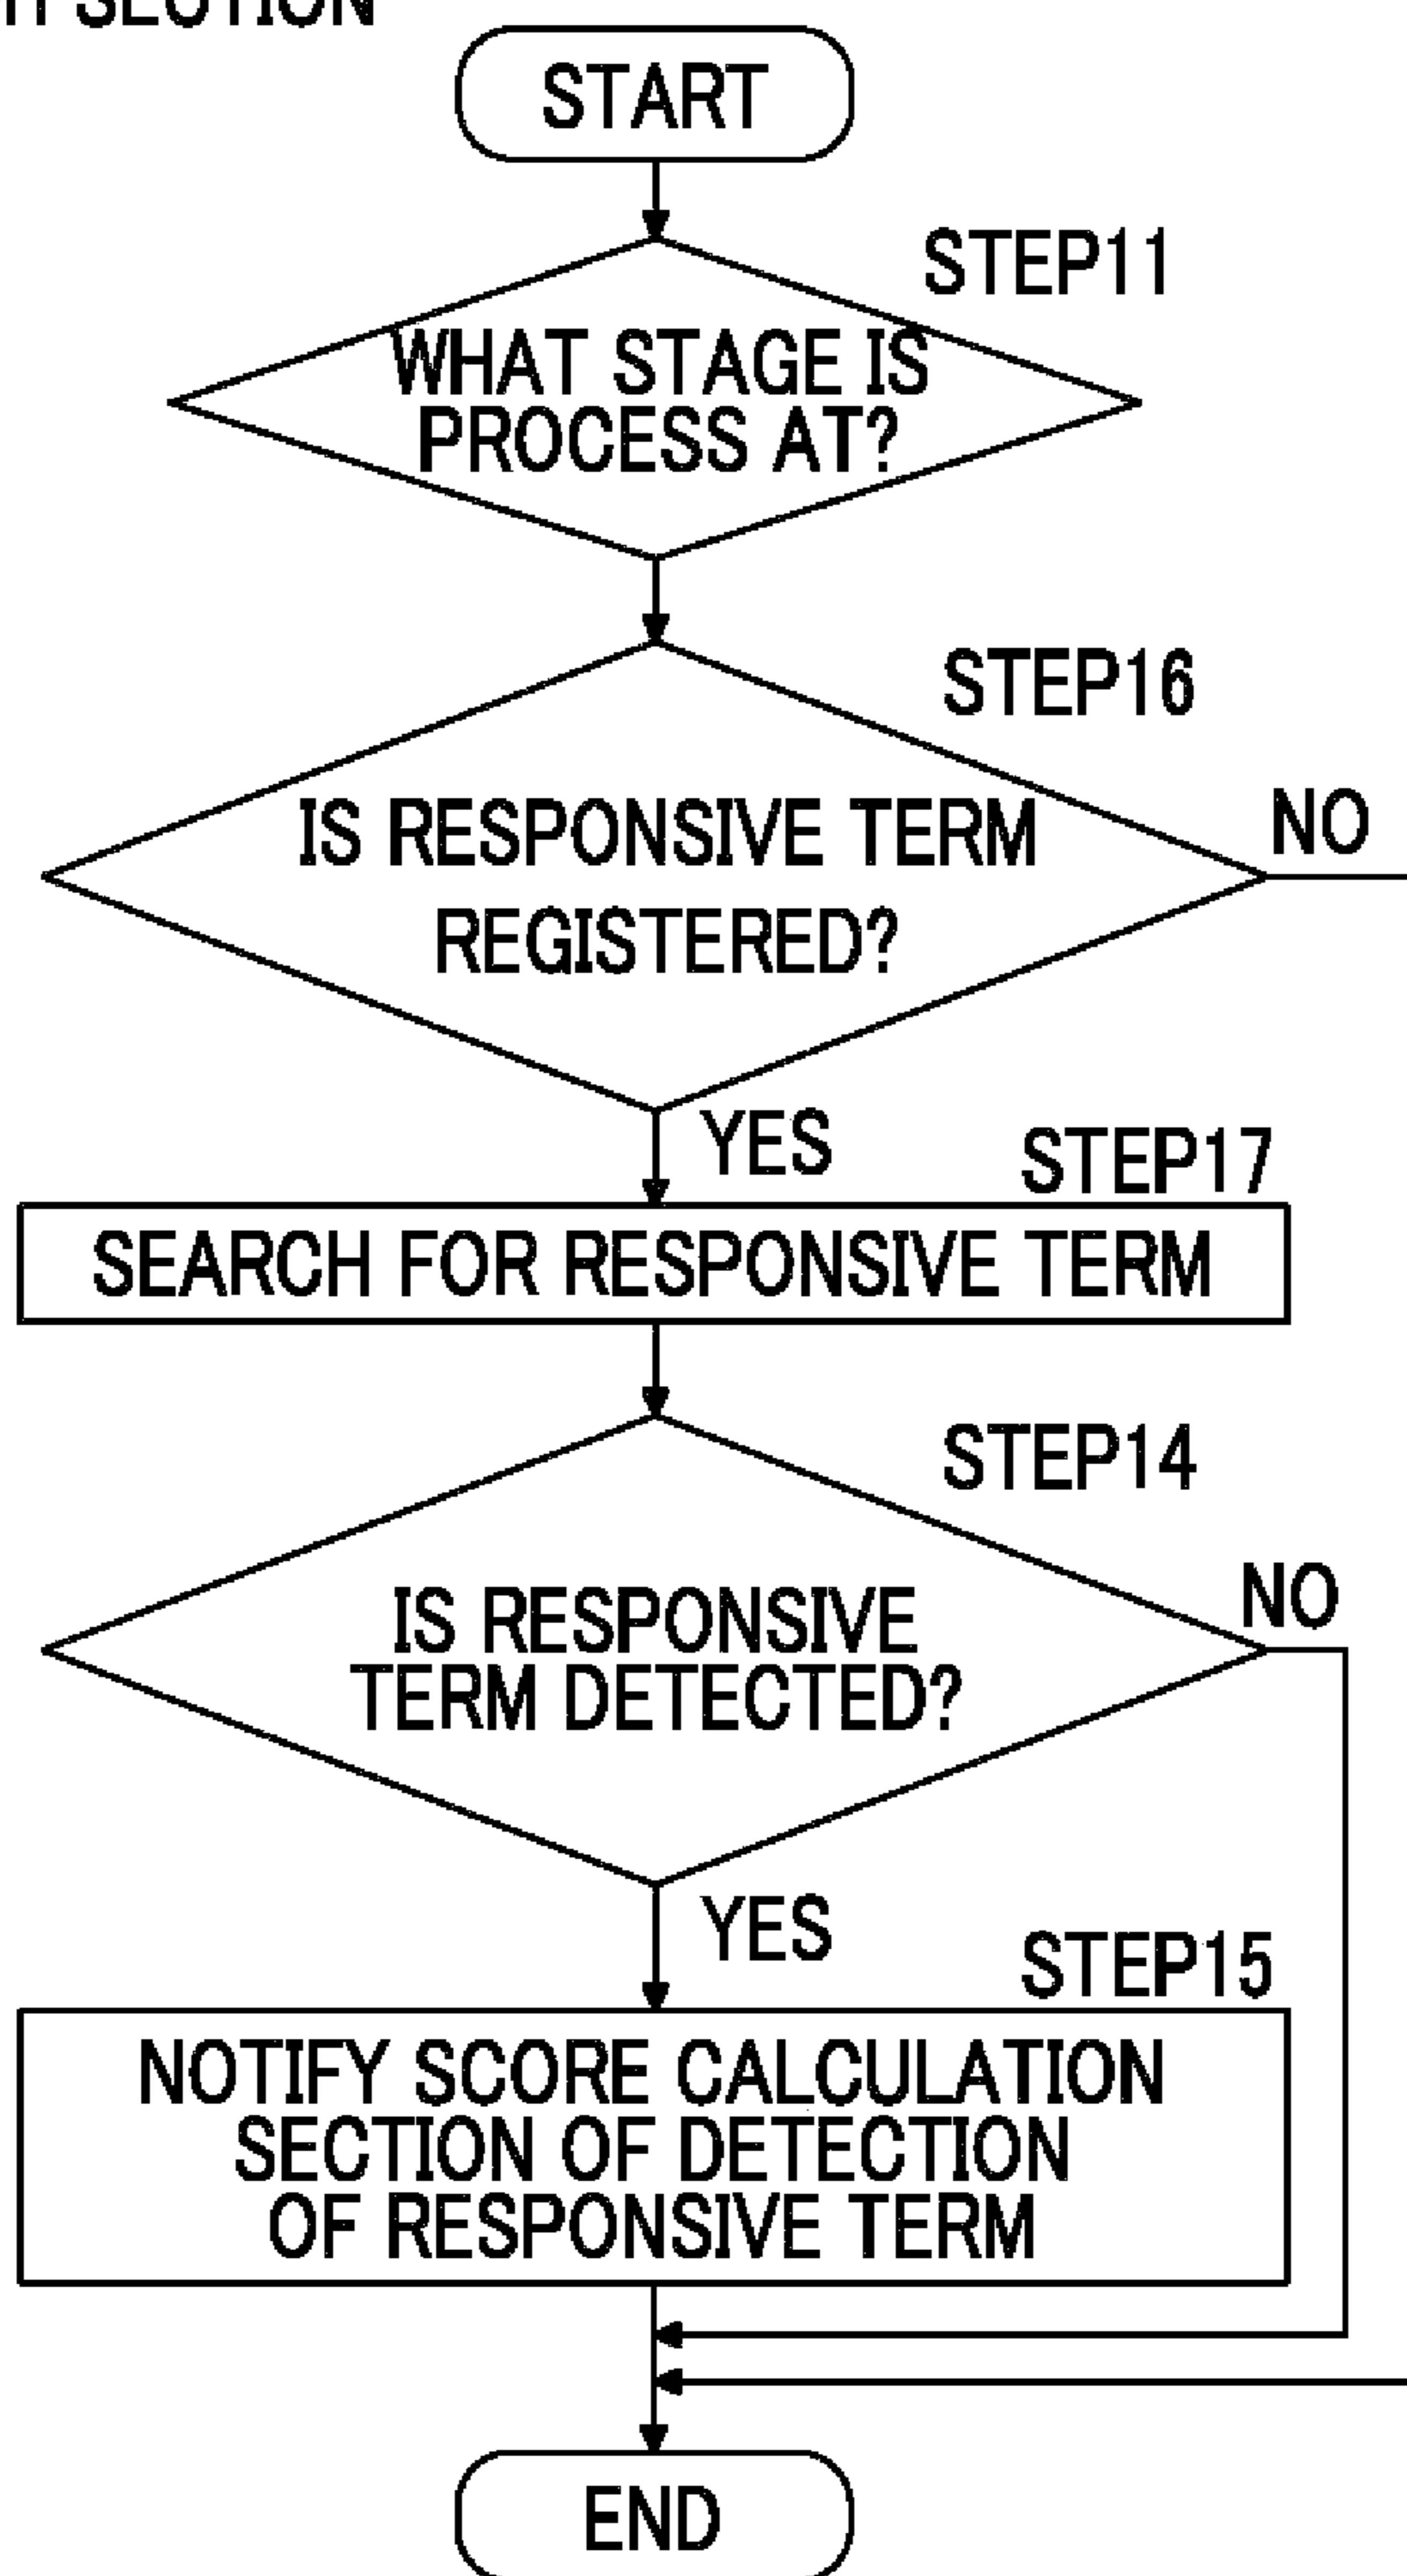 SECTION
START
STEP11
WHAT STAGE IS
PROCESS AT?
STEP16
IS RESPONSIVE TERM
REGISTERED?
NO
YES
STEP17
SEARCH FOR RESPONSIVE TERM
STEP14
IS RESPONSIVE
TERM DETECTED?
NO
YES
STEP15
NOTIFY SCORE CALCULATION
SECTION OF DETECTION
OF RESPONSIVE TERM
END